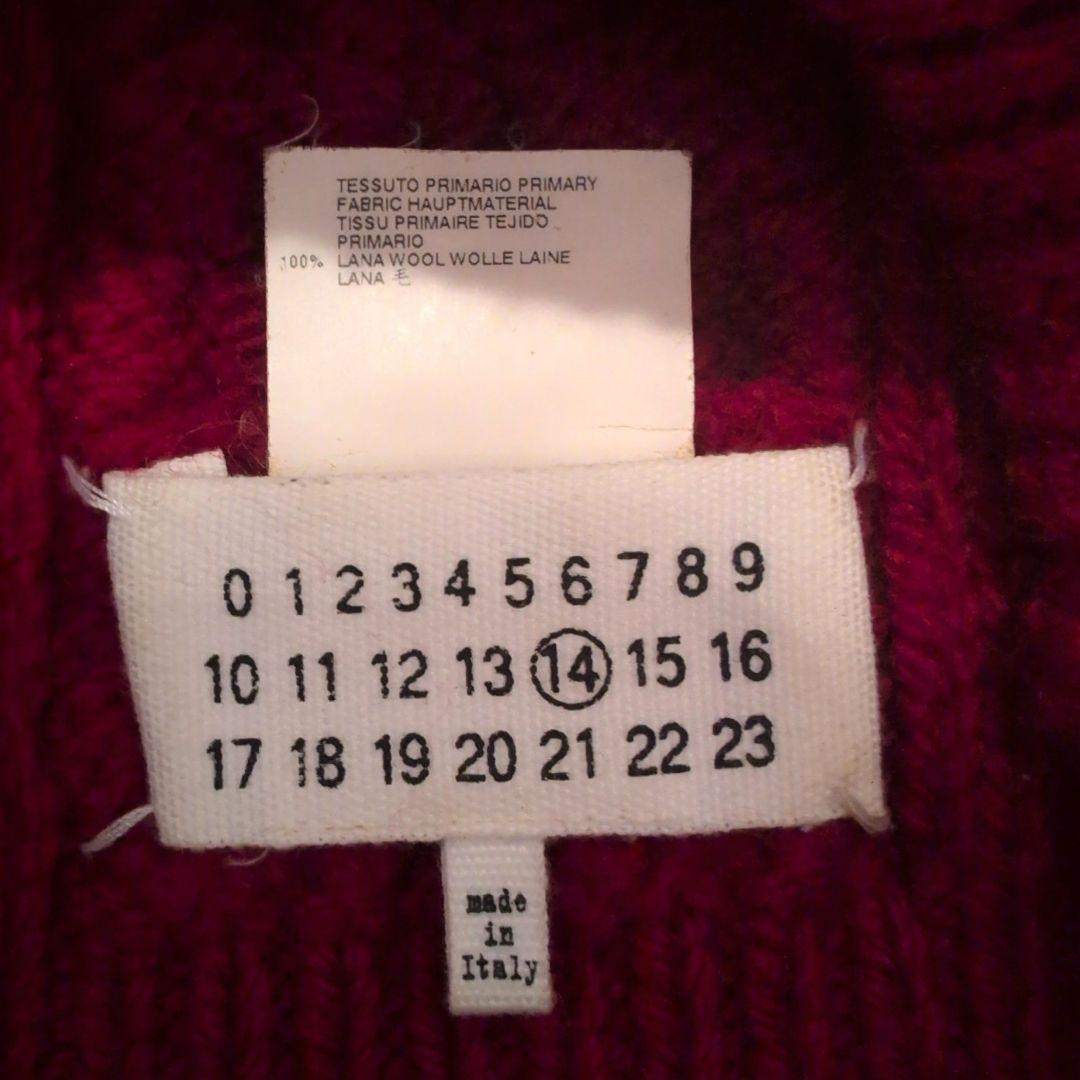 TESSUTO PRIMARIO PRIMARY
FABRIC HAUPTMATERIAL
TISSU PRIMAIRE TEJIDO
PRIMARIO
100% LANA WOOL WOLLE LAINE
LANA 毛
0 1 2 3 4 5 6 7 8 9
10 11 12 13 14 15 16
17 18 19 20 21 22 23
made
in
Italy